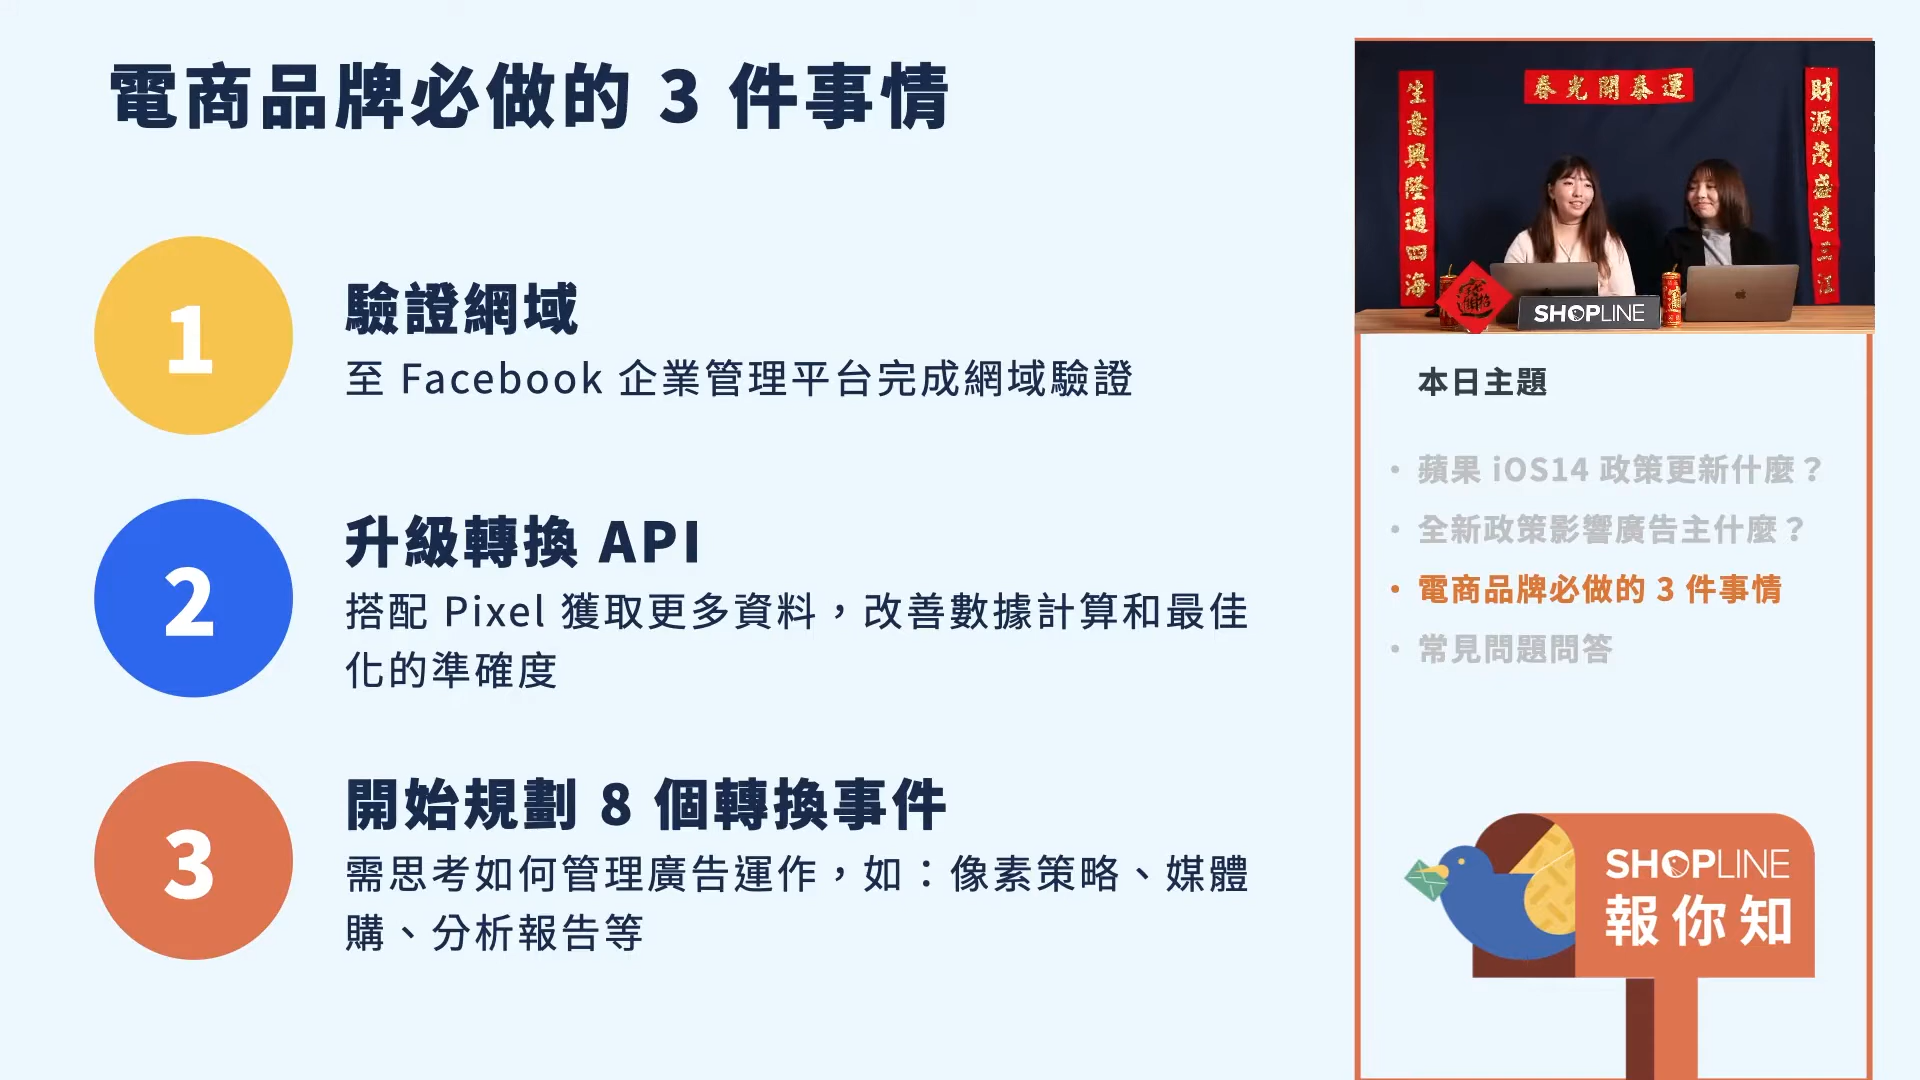 電商品牌必做的 3 件事情
1
驗證網域
至 Facebook 企業管理平台完成網域驗證
2
升級轉換 API
搭配 Pixel 獲取更多資料，改善數據計算和最佳
化的準確度
3
開始規劃 8 個轉換事件
需思考如何管理廣告運作，如：像素策略、媒體
購、分析報告等
春光開泰運
生意興隆通四海
財源茂盛達三江
SHOPLINE
本日主題
• 蘋果 iOS14 政策更新什麼？
• 全新政策影響廣告主什麼？
• 電商品牌必做的 3 件事情
• 常見問題問答
SHOPLINE
報你知